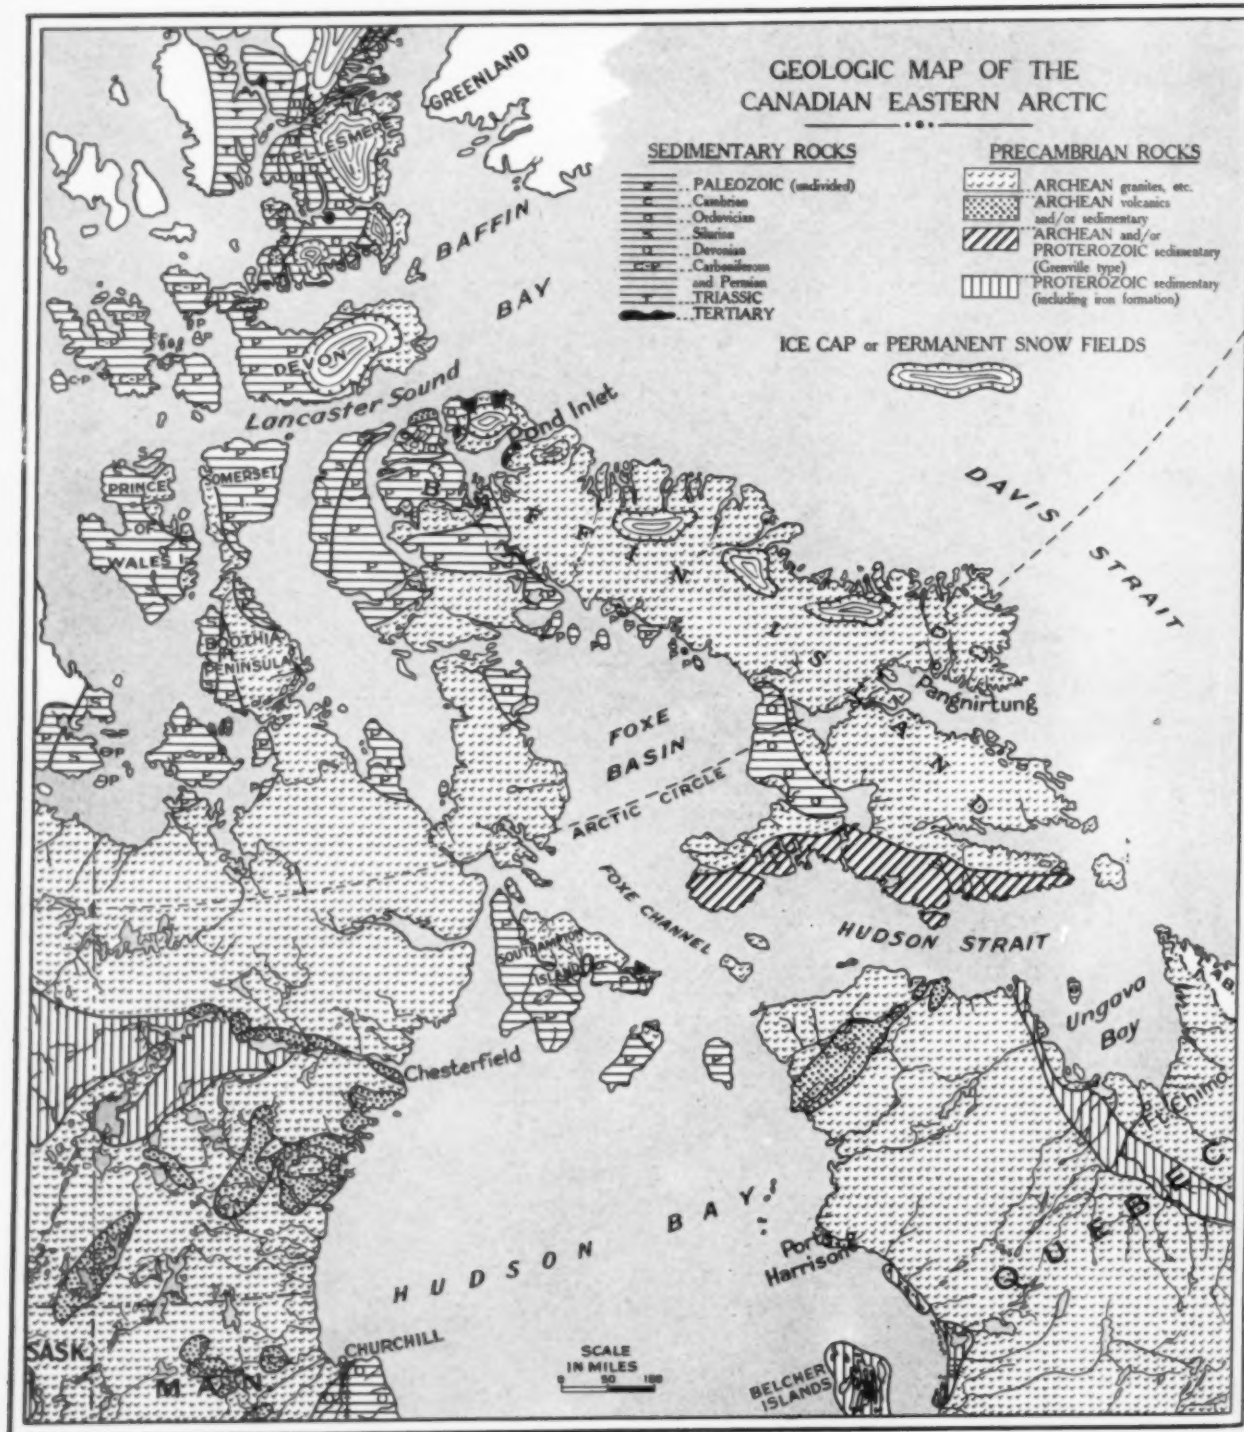 GEOLOGIC MAP OF THE
CANADIAN EASTERN ARCTIC
SEDIMENTARY ROCKS
P .. PALEOZOIC (undivided)
C .. Cambrian
O .. Ordovician
S .. Silurian
D .. Devonian
C-P .. Carboniferous
and Permian
T ... TRIASSIC
... TERTIARY
PRECAMBRIAN ROCKS
ARCHEAN granites, etc.
ARCHEAN volcanics
and/or sedimentary
ARCHEAN and/or
PROTEROZOIC sedimentary
(Grenville type)
PROTEROZOIC sedimentary
(including iron formation)
ICE CAP or PERMANENT SNOW FIELDS
GREENLAND
ELLESMERE
BAFFIN
BAY
DEVON
Lancaster Sound
Pond Inlet
PRINCE
OF
WALES I.
SOMERSET
BAFFIN
ISLAND
DAVIS
STRAIT
BOOTHIA
PENINSULA
Pangnirtung
FOXE
BASIN
ARCTIC CIRCLE
FOXE CHANNEL
SOUTHAMPTON
ISLAND
HUDSON STRAIT
LAB.
Ungava
Bay
Chesterfield
Ft. Chimo
QUEBEC
HUDSON BAY
Port
Harrison
SASK.
MAN
CHURCHILL
SCALE
IN MILES
0 50 100
BELCHER
ISLANDS